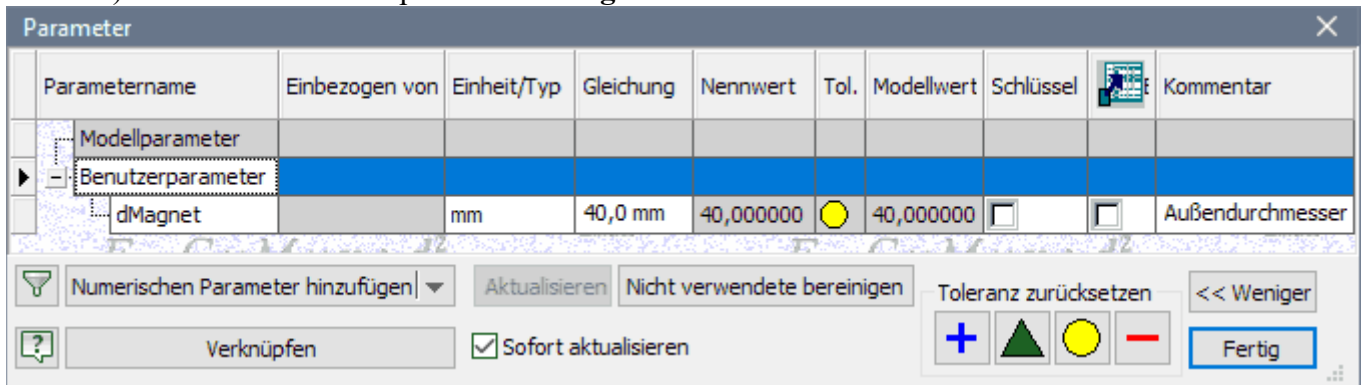 Parameter
Parametername Einbezogen von Einheit/Typ Gleichung Nennwert Tol. Modellwert Schlüssel Kommentar
Modellparameter
Benutzerparameter
dMagnet mm 40,0 mm 40,000000 40,000000 Außendurchmesser
Numerischen Parameter hinzufügen Aktualisieren Nicht verwendete bereinigen Toleranz zurücksetzen << Weniger
Verknüpfen Sofort aktualisieren Fertig